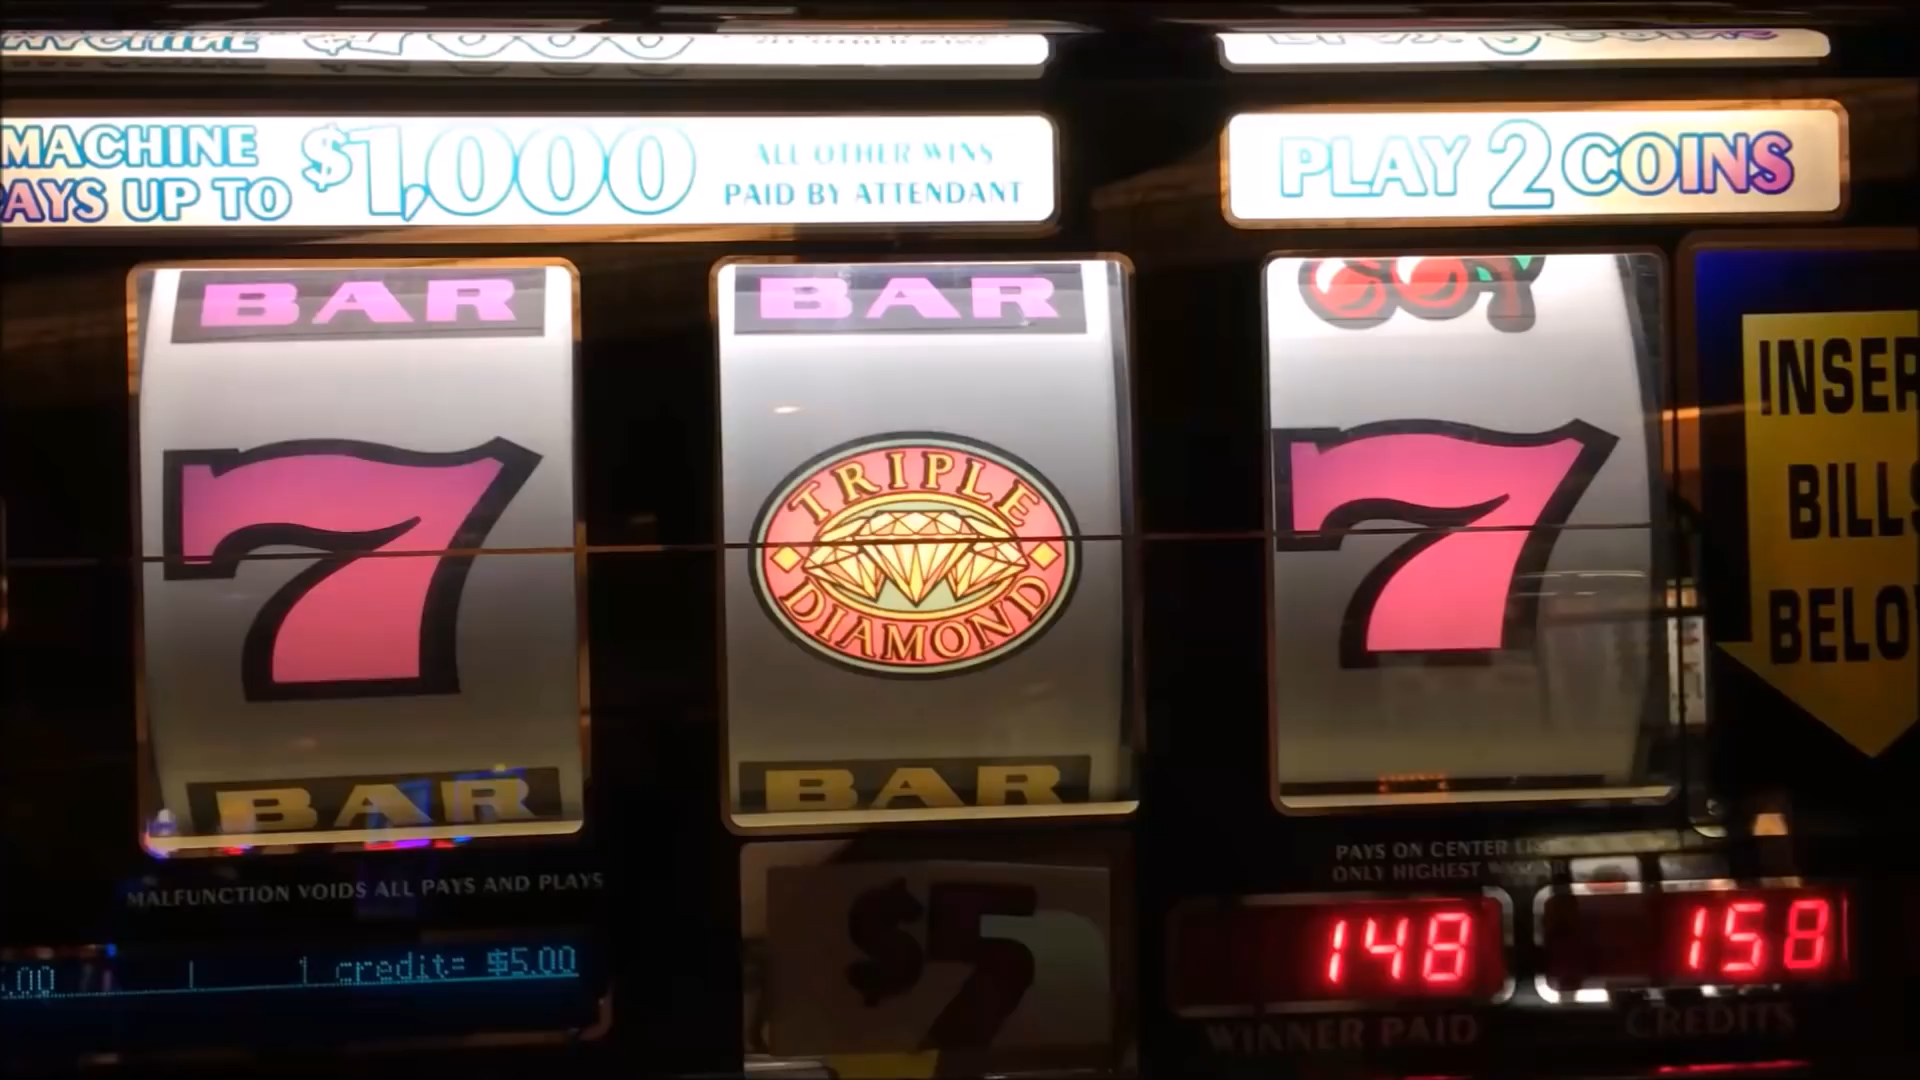 MACHINE
PAYS UP TO
$1,000
ALL OTHER WINS
PAID BY ATTENDANT
PLAY 2 COINS
BAR
BAR
7
TRIPLE
DIAMOND
7
BAR
BAR
INSER
BILLS
BELO
MALFUNCTION VOIDS ALL PAYS AND PLAYS
.00 1 credit= $5.00
$5
PAYS ON CENTER
ONLY HIGHEST
148
158
WINNER PAID
CREDITS